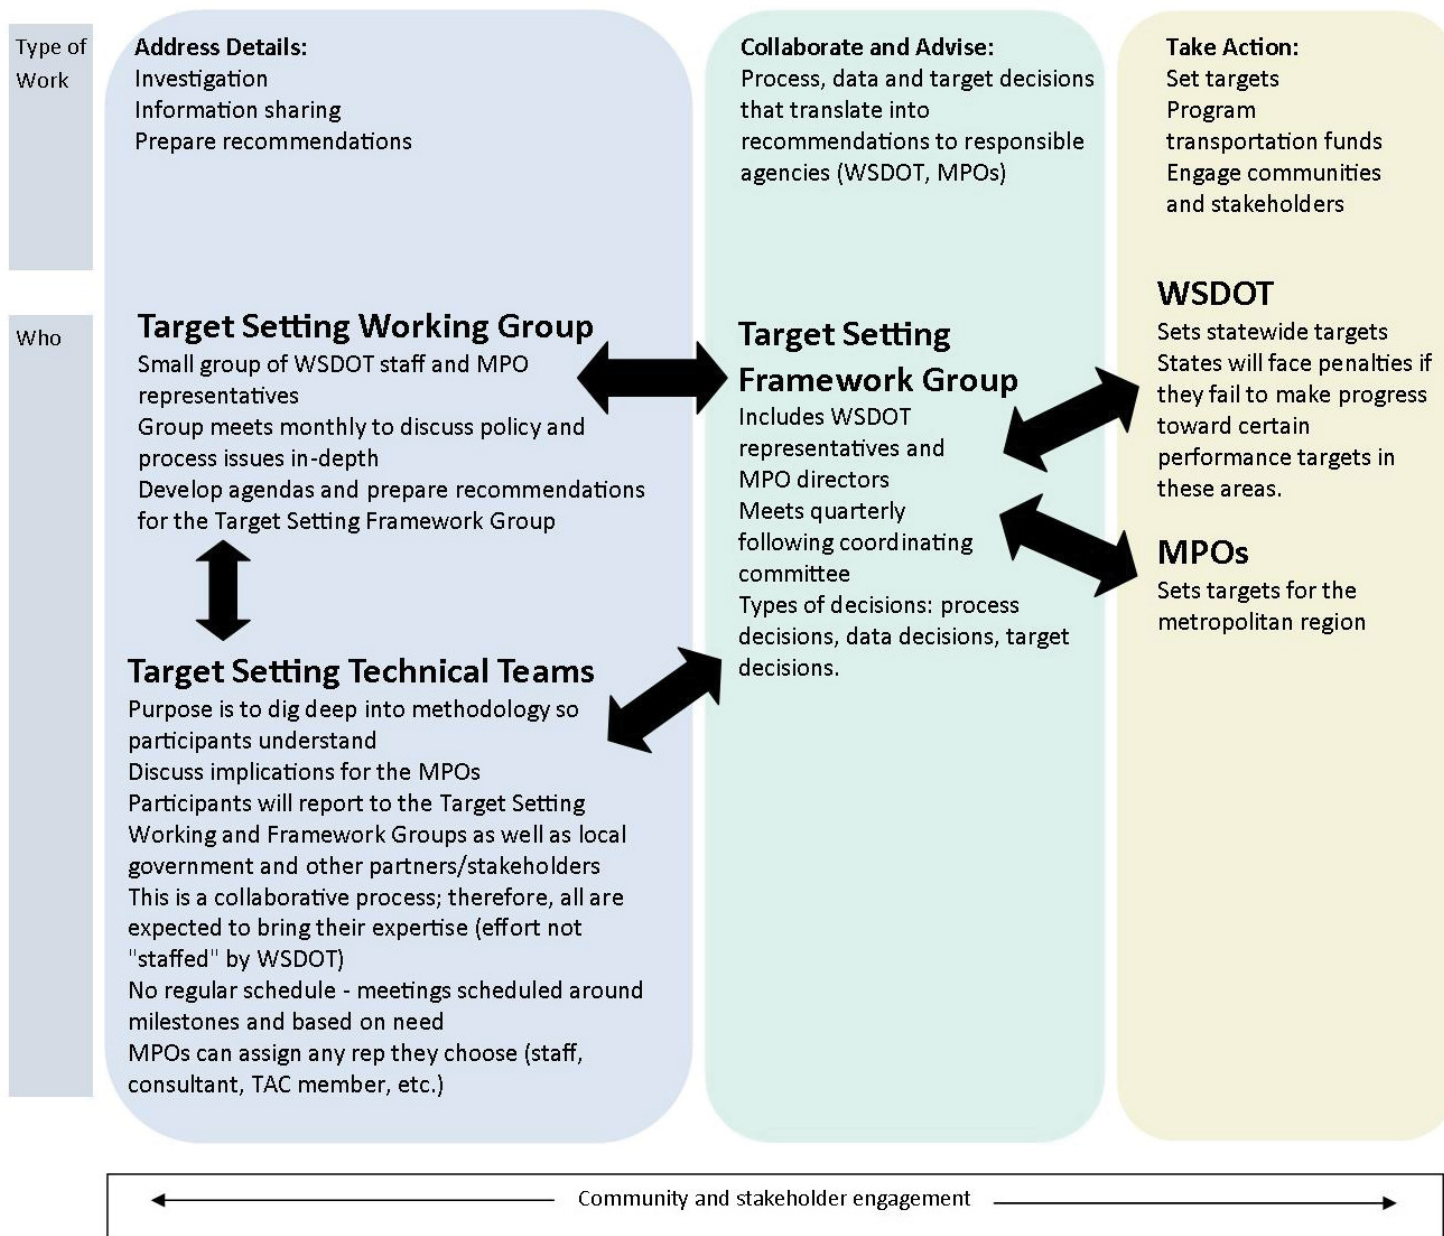 Type of
Work
Address Details:
Investigation
Information sharing
Prepare recommendations
Collaborate and Advise:
Process, data and target decisions
that translate into
recommendations to responsible
agencies (WSDOT, MPOs)
Take Action:
Set targets
Program
transportation funds
Engage communities
and stakeholders
Who
Target Setting Working Group
Small group of WSDOT staff and MPO
representatives
Group meets monthly to discuss policy and
process issues in-depth
Develop agendas and prepare recommendations
for the Target Setting Framework Group
Target Setting Technical Teams
Purpose is to dig deep into methodology so
participants understand
Discuss implications for the MPOs
Participants will report to the Target Setting
Working and Framework Groups as well as local
government and other partners/stakeholders
This is a collaborative process; therefore, all are
expected to bring their expertise (effort not
"staffed" by WSDOT)
No regular schedule - meetings scheduled around
milestones and based on need
MPOs can assign any rep they choose (staff,
consultant, TAC member, etc.)
Target Setting
Framework Group
Includes WSDOT
representatives and
MPO directors
Meets quarterly
following coordinating
committee
Types of decisions: process
decisions, data decisions, target
decisions.
WSDOT
Sets statewide targets
States will face penalties if
they fail to make progress
toward certain
performance targets in
these areas.
MPOs
Sets targets for the
metropolitan region
Community and stakeholder engagement